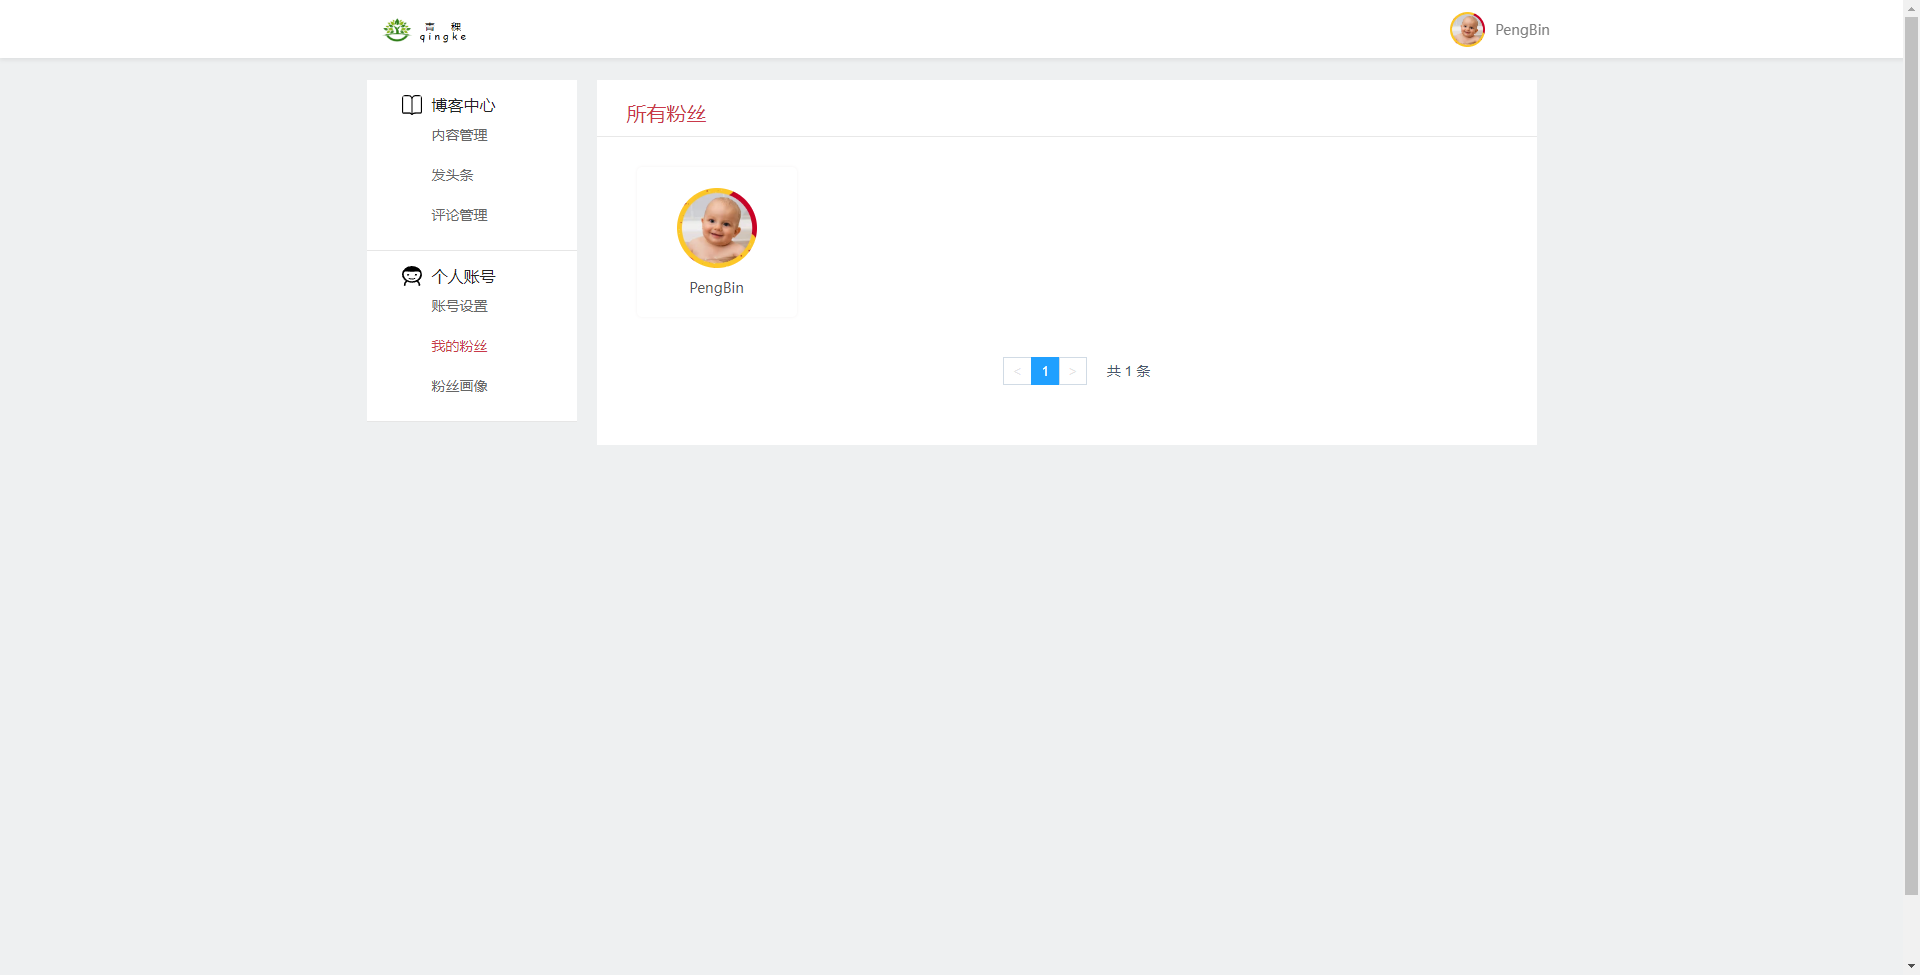 青稞
qingke
PengBin
博客中心
内容管理
发头条
评论管理
个人账号
账号设置
我的粉丝
粉丝画像
所有粉丝
PengBin
< 1 > 共 1 条